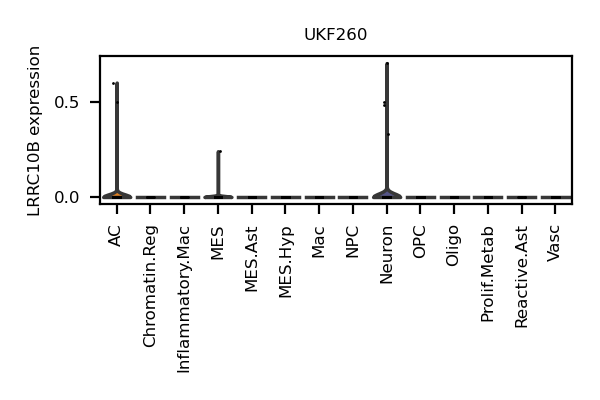 UKF260
LRRC10B expression
0.5
0.0
AC
Chromatin.Reg
Inflammatory.Mac
MES
MES.Ast
MES.Hyp
Mac
NPC
Neuron
OPC
Oligo
Prolif.Metab
Reactive.Ast
Vasc